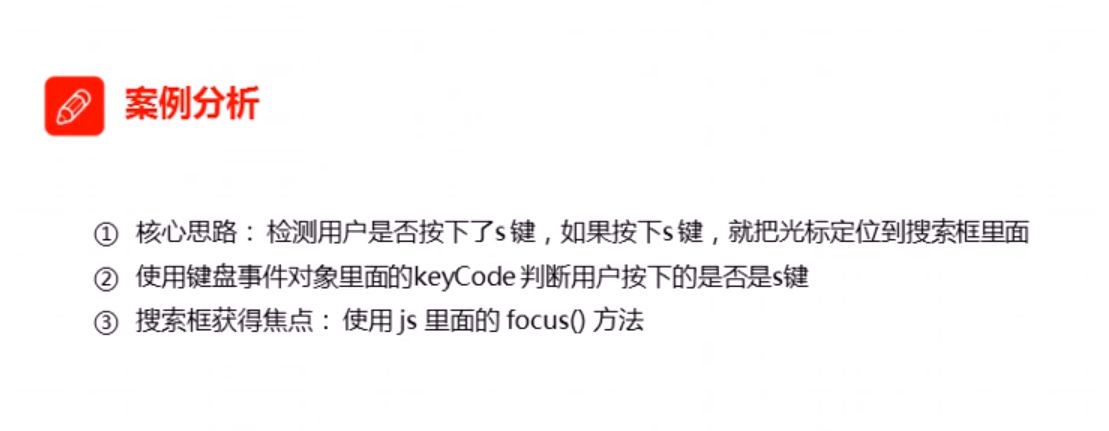 案例分析
① 核心思路：检测用户是否按下了s 键，如果按下s 键，就把光标定位到搜索框里面
② 使用键盘事件对象里面的keyCode 判断用户按下的是否是s键
③ 搜索框获得焦点：使用 js 里面的 focus() 方法